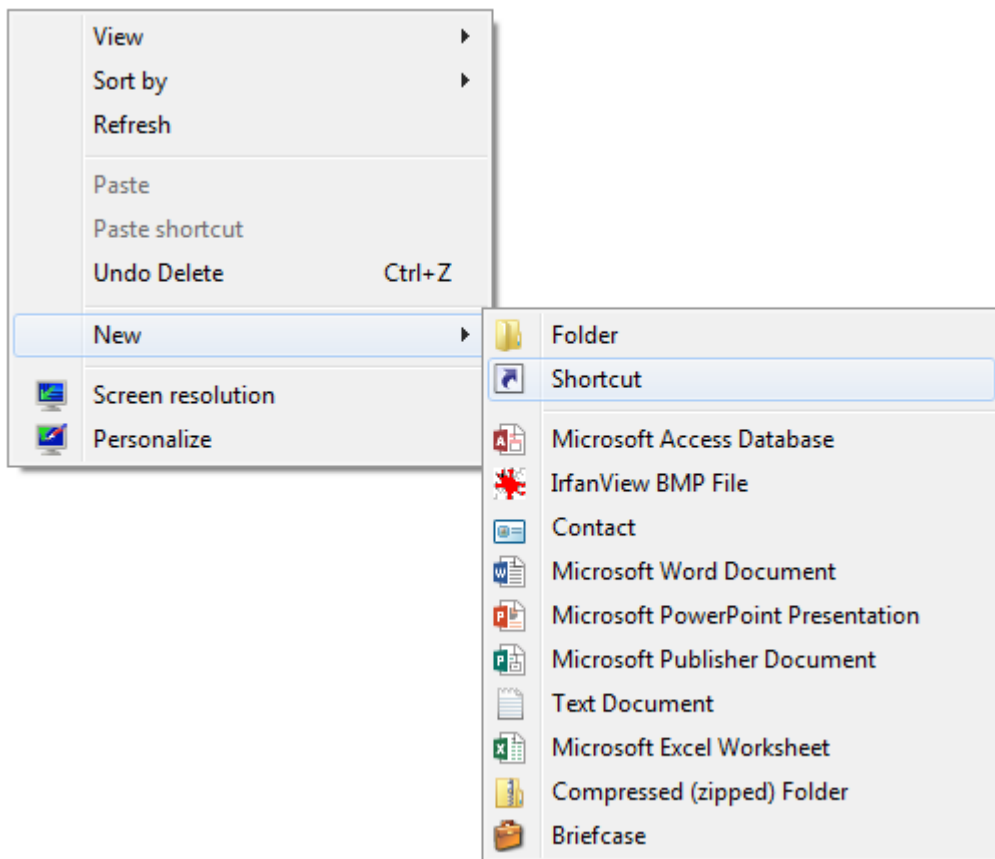 View
Sort by
Refresh
Paste
Paste shortcut
Undo Delete Ctrl+Z
New
Screen resolution
Personalize
Folder
Shortcut
Microsoft Access Database
IrfanView BMP File
Contact
Microsoft Word Document
Microsoft PowerPoint Presentation
Microsoft Publisher Document
Text Document
Microsoft Excel Worksheet
Compressed (zipped) Folder
Briefcase